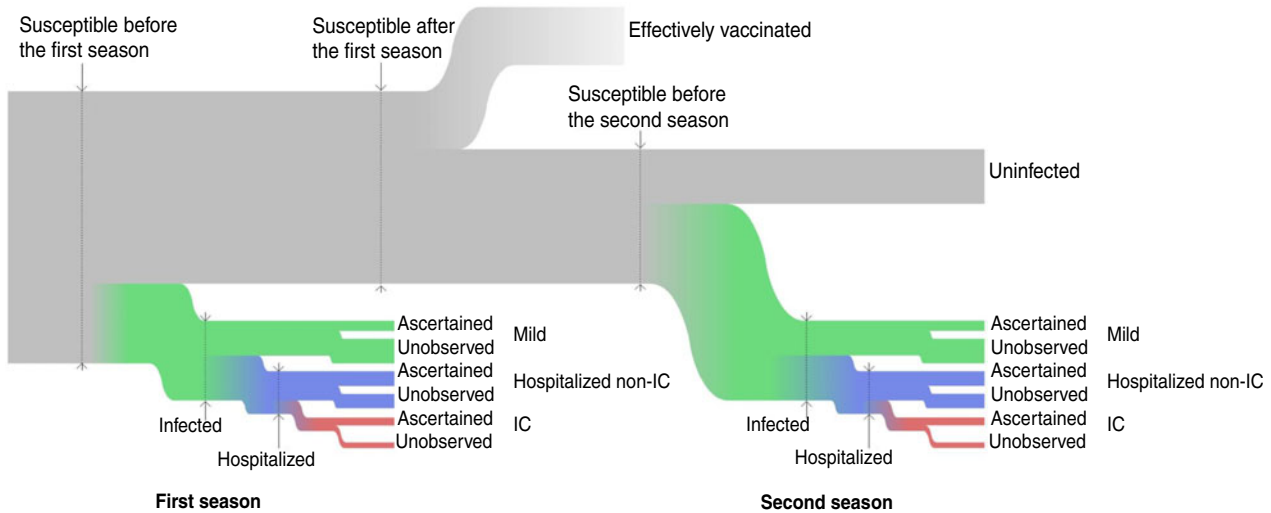 Susceptible before
the first season
Susceptible after
the first season
Effectively vaccinated
Susceptible before
the second season
Uninfected
Ascertained
Unobserved
Mild
Ascertained
Unobserved
Hospitalized non-IC
Ascertained
Unobserved
IC
Infected
Hospitalized
First season
Ascertained
Unobserved
Mild
Ascertained
Unobserved
Hospitalized non-IC
Ascertained
Unobserved
IC
Infected
Hospitalized
Second season